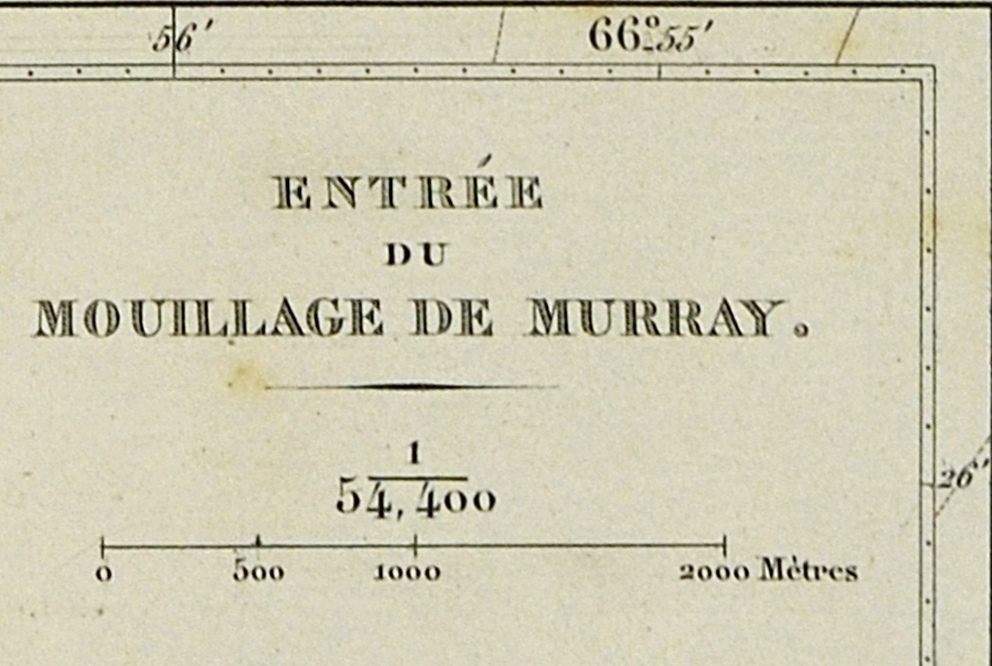 56' 66° 55'
ENTRÉE
DU
MOUILLAGE DE MURRAY.
1
54,400
26'
0 500 1000 2000 Mètres